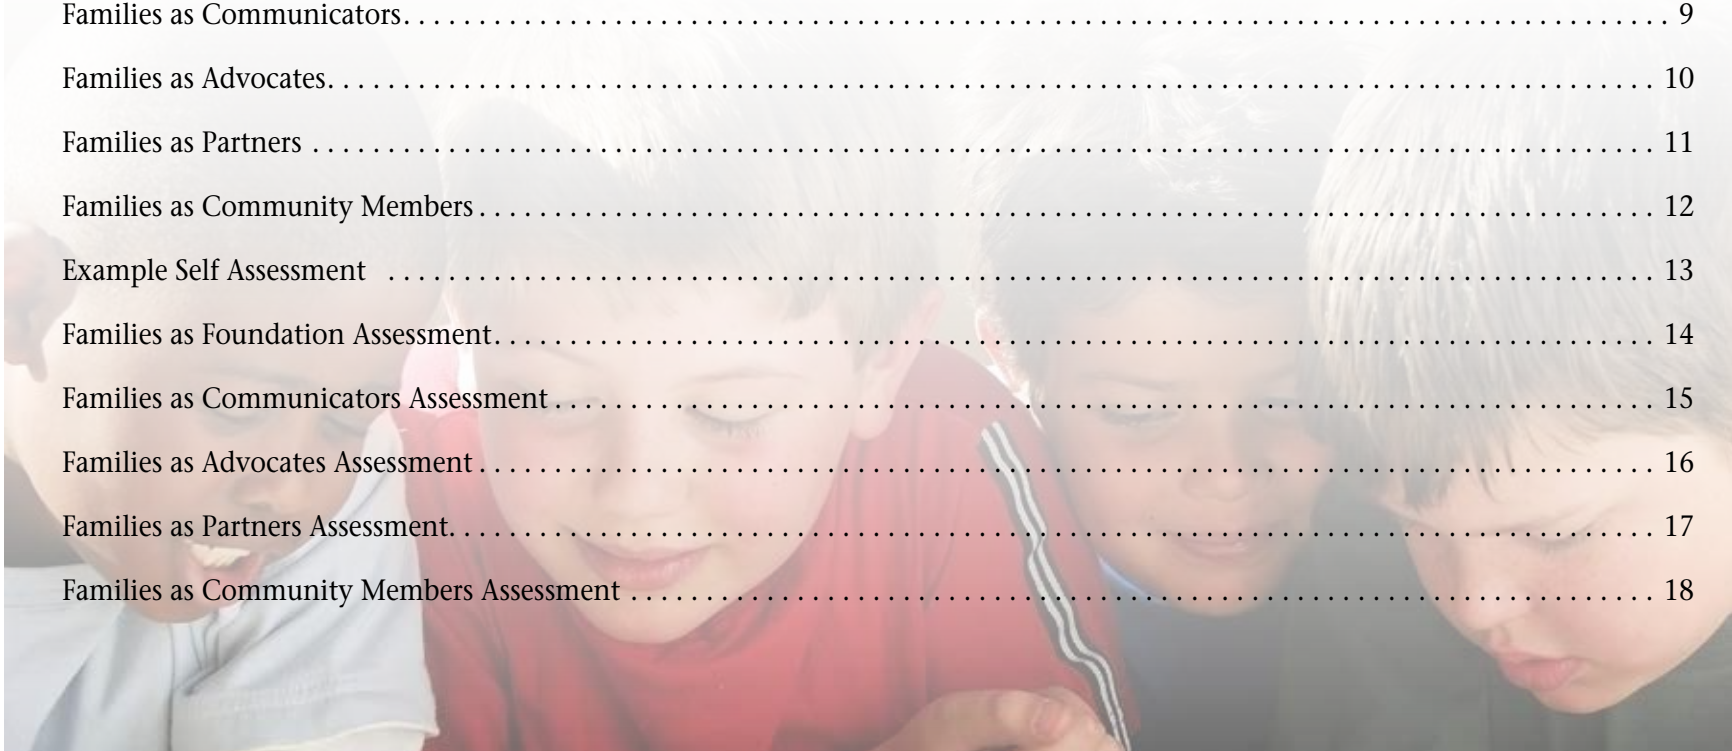 Families as Communicators. . . . . . . . . . . . . . . . . . . . . . . . . . . . . . . . . . . . . . . . . . . . . . . . . . . . . . . . . . . . . . . . . . . . . . . . . . . . . . . . . . . 9
Families as Advocates. . . . . . . . . . . . . . . . . . . . . . . . . . . . . . . . . . . . . . . . . . . . . . . . . . . . . . . . . . . . . . . . . . . . . . . . . . . . . . . . . . . . . . . 10
Families as Partners . . . . . . . . . . . . . . . . . . . . . . . . . . . . . . . . . . . . . . . . . . . . . . . . . . . . . . . . . . . . . . . . . . . . . . . . . . . . . . . . . . . . . . . . 11
Families as Community Members . . . . . . . . . . . . . . . . . . . . . . . . . . . . . . . . . . . . . . . . . . . . . . . . . . . . . . . . . . . . . . . . . . . . . . . . . . . . . 12
Example Self Assessment . . . . . . . . . . . . . . . . . . . . . . . . . . . . . . . . . . . . . . . . . . . . . . . . . . . . . . . . . . . . . . . . . . . . . . . . . . . . . . . . . . . 13
Families as Foundation Assessment. . . . . . . . . . . . . . . . . . . . . . . . . . . . . . . . . . . . . . . . . . . . . . . . . . . . . . . . . . . . . . . . . . . . . . . . . . . . 14
Families as Communicators Assessment . . . . . . . . . . . . . . . . . . . . . . . . . . . . . . . . . . . . . . . . . . . . . . . . . . . . . . . . . . . . . . . . . . . . . . . . 15
Families as Advocates Assessment . . . . . . . . . . . . . . . . . . . . . . . . . . . . . . . . . . . . . . . . . . . . . . . . . . . . . . . . . . . . . . . . . . . . . . . . . . . . . 16
Families as Partners Assessment. . . . . . . . . . . . . . . . . . . . . . . . . . . . . . . . . . . . . . . . . . . . . . . . . . . . . . . . . . . . . . . . . . . . . . . . . . . . . . . 17
Families as Community Members Assessment . . . . . . . . . . . . . . . . . . . . . . . . . . . . . . . . . . . . . . . . . . . . . . . . . . . . . . . . . . . . . . . . . . . 18